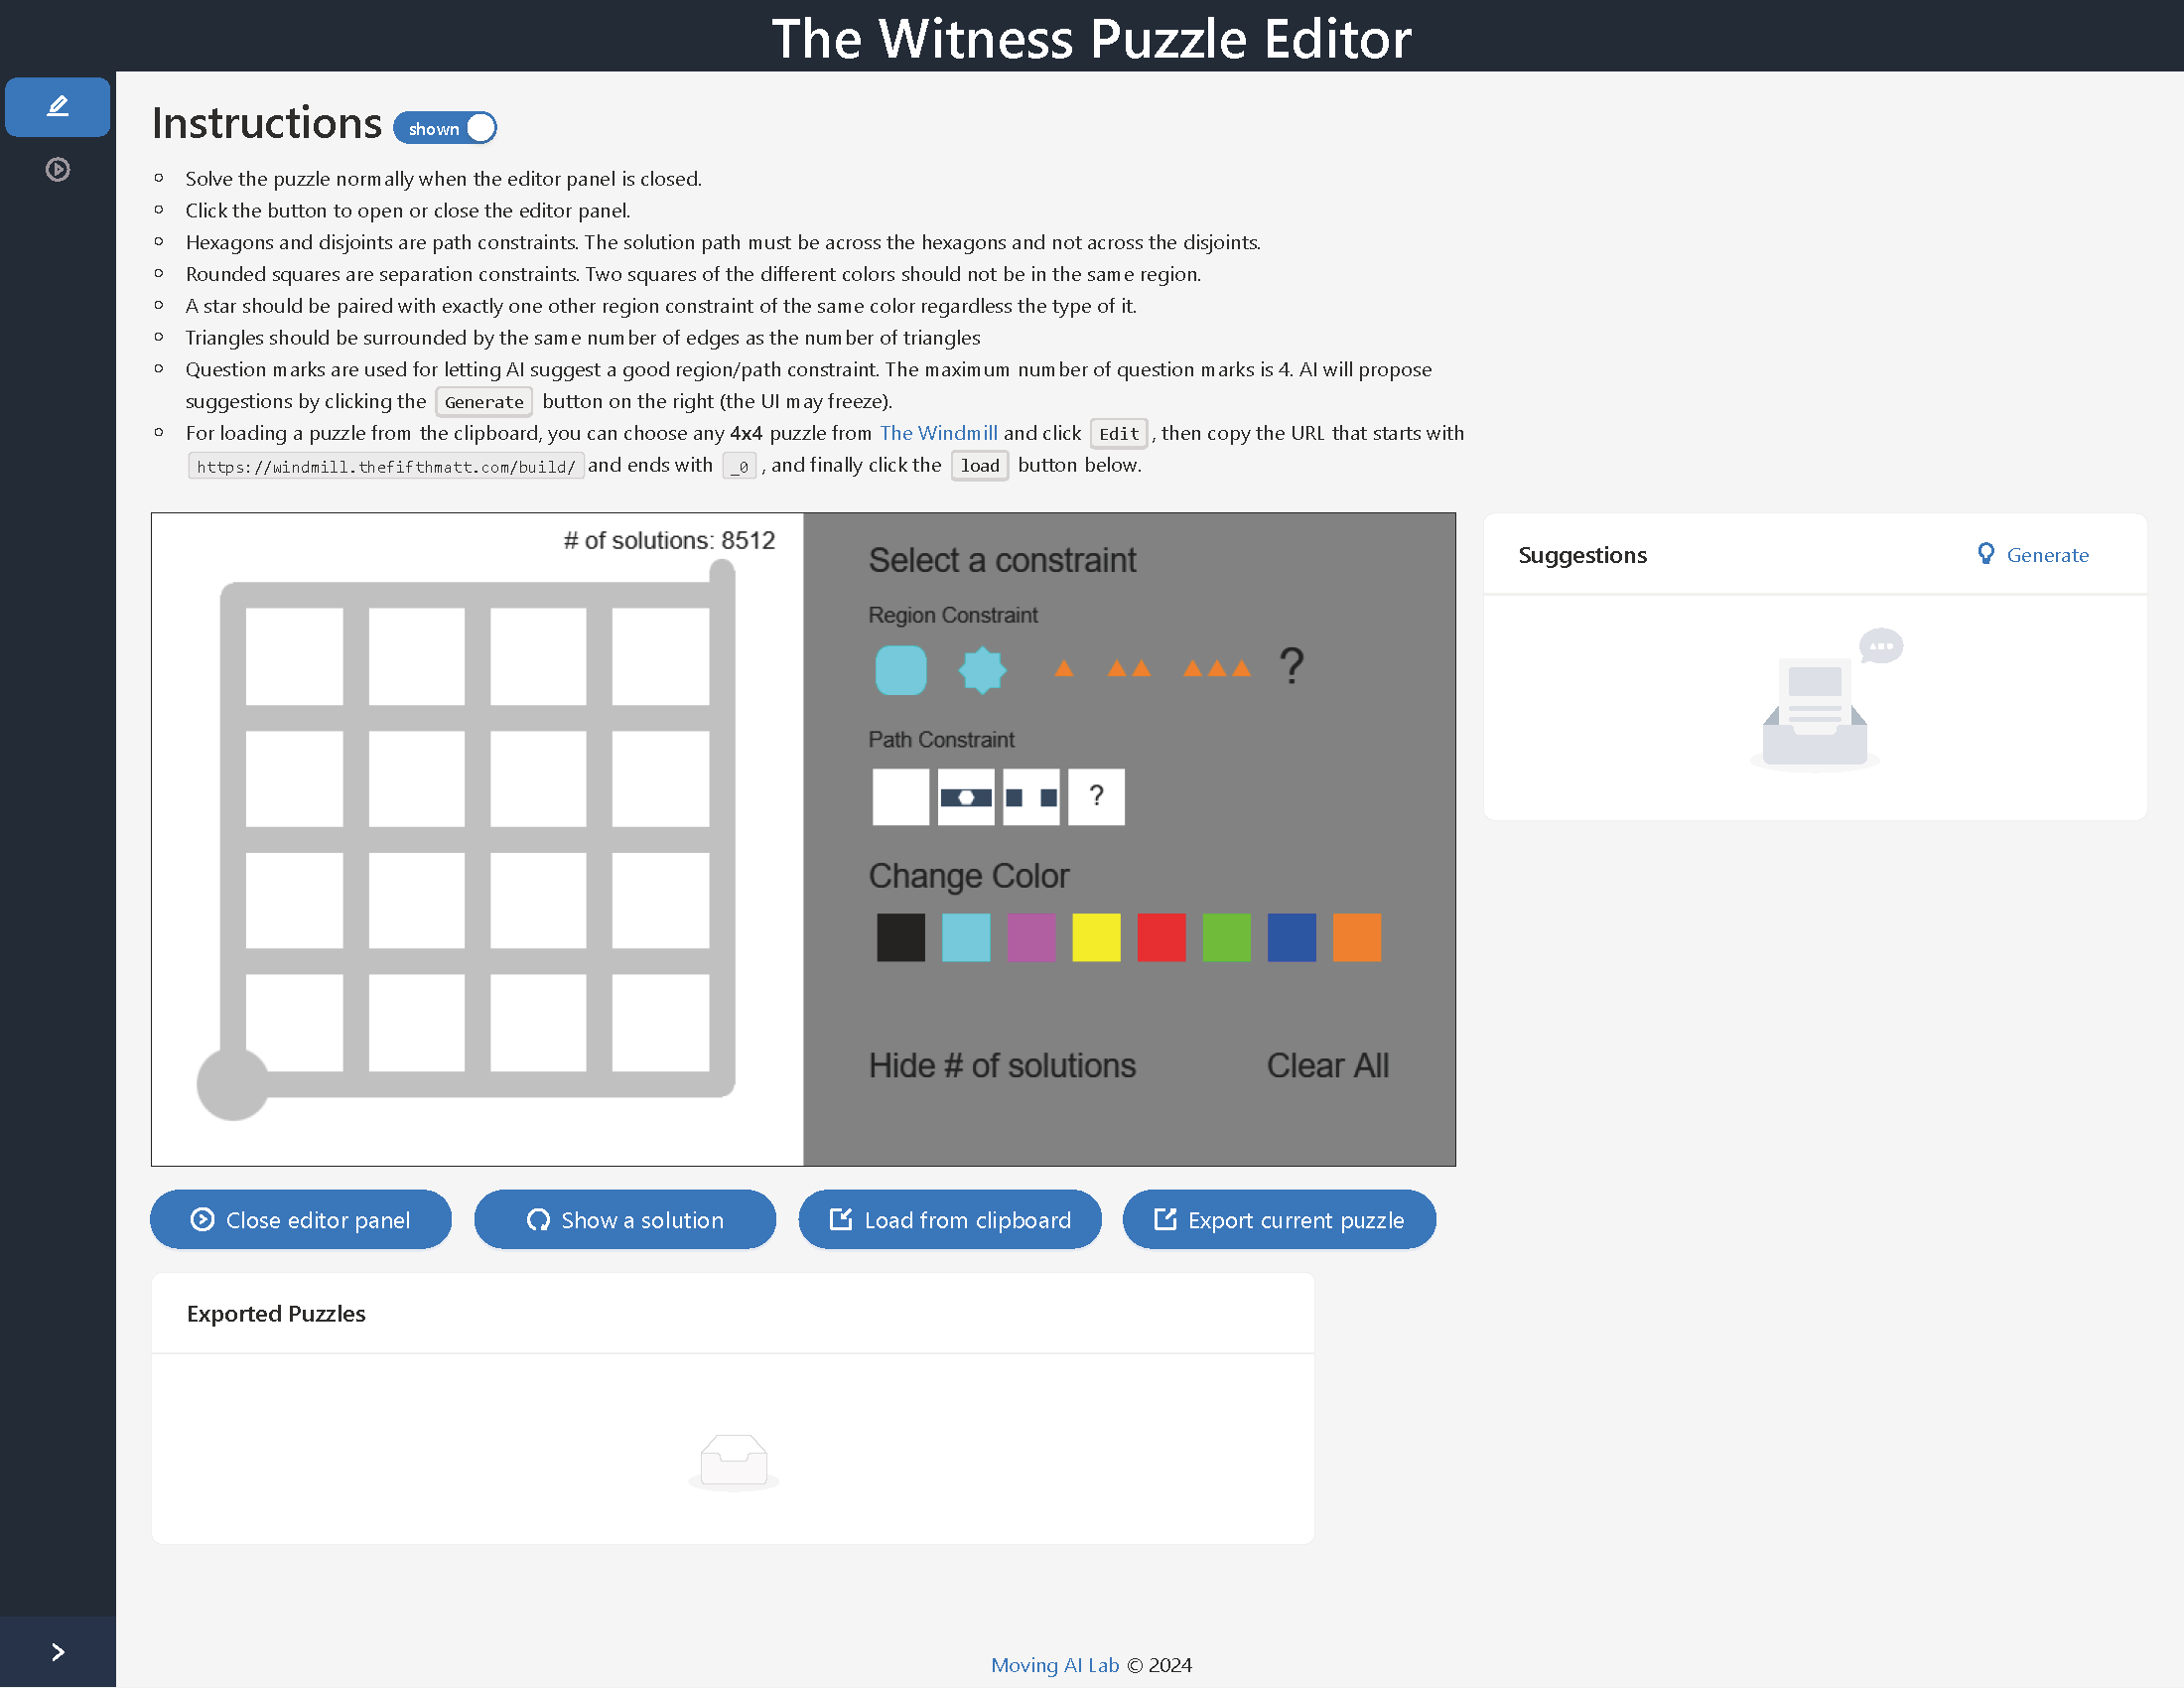 The Witness Puzzle Editor
Instructions shown
Solve the puzzle normally when the editor panel is closed.
Click the button to open or close the editor panel.
Hexagons and disjoints are path constraints. The solution path must be across the hexagons and not across the disjoints.
Rounded squares are separation constraints. Two squares of the different colors should not be in the same region.
A star should be paired with exactly one other region constraint of the same color regardless the type of it.
Triangles should be surrounded by the same number of edges as the number of triangles
Question marks are used for letting AI suggest a good region/path constraint. The maximum number of question marks is 4. AI will propose
suggestions by clicking the Generate button on the right (the UI may freeze).
For loading a puzzle from the clipboard, you can choose any 4x4 puzzle from The Windmill and click Edit , then copy the URL that starts with
https://windmill.thefifthmatt.com/build/ and ends with _0 , and finally click the load button below.
# of solutions: 8512
Select a constraint
Region Constraint
?
Path Constraint
?
Change Color
Hide # of solutions Clear All
Suggestions Generate
Close editor panel Show a solution Load from clipboard Export current puzzle
Exported Puzzles
Moving AI Lab © 2024